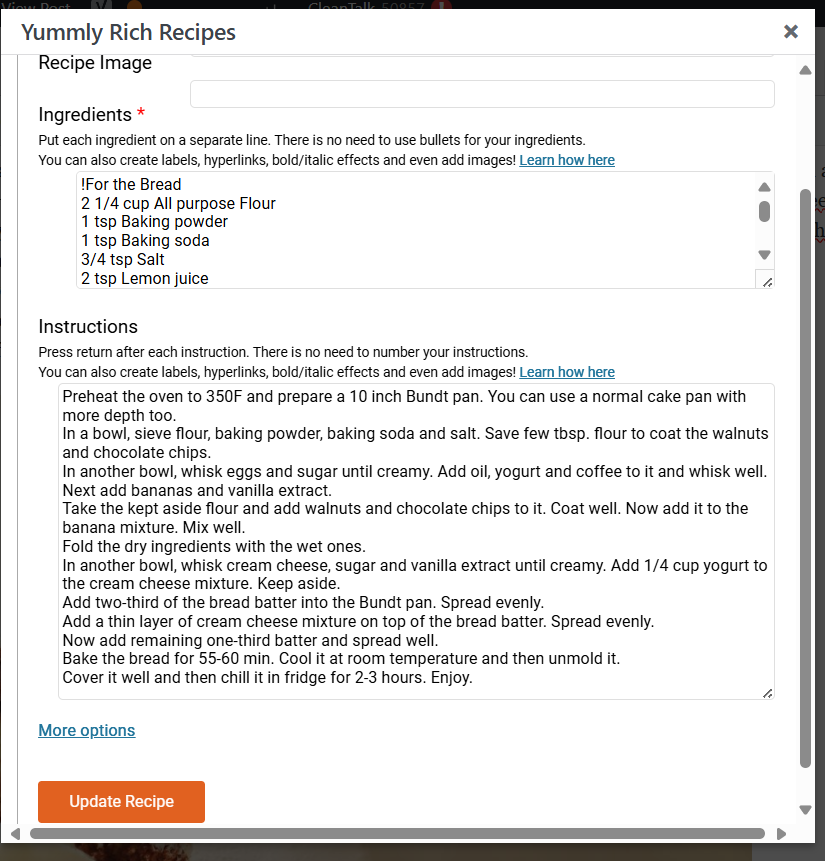 View Post
CleanTalk 50857
Yummly Rich Recipes
Recipe Image
Ingredients *
Put each ingredient on a separate line. There is no need to use bullets for your ingredients.
You can also create labels, hyperlinks, bold/italic effects and even add images! Learn how here
!For the Bread
2 1/4 cup All purpose Flour
1 tsp Baking powder
1 tsp Baking soda
3/4 tsp Salt
2 tsp Lemon juice
Instructions
Press return after each instruction. There is no need to number your instructions.
You can also create labels, hyperlinks, bold/italic effects and even add images! Learn how here
Preheat the oven to 350F and prepare a 10 inch Bundt pan. You can use a normal cake pan with
more depth too.
In a bowl, sieve flour, baking powder, baking soda and salt. Save few tbsp. flour to coat the walnuts
and chocolate chips.
In another bowl, whisk eggs and sugar until creamy. Add oil, yogurt and coffee to it and whisk well.
Next add bananas and vanilla extract.
Take the kept aside flour and add walnuts and chocolate chips to it. Coat well. Now add it to the
banana mixture. Mix well.
Fold the dry ingredients with the wet ones.
In another bowl, whisk cream cheese, sugar and vanilla extract until creamy. Add 1/4 cup yogurt to
the cream cheese mixture. Keep aside.
Add two-third of the bread batter into the Bundt pan. Spread evenly.
Add a thin layer of cream cheese mixture on top of the bread batter. Spread evenly.
Now add remaining one-third batter and spread well.
Bake the bread for 55-60 min. Cool it at room temperature and then unmold it.
Cover it well and then chill it in fridge for 2-3 hours. Enjoy.
More options
Update Recipe